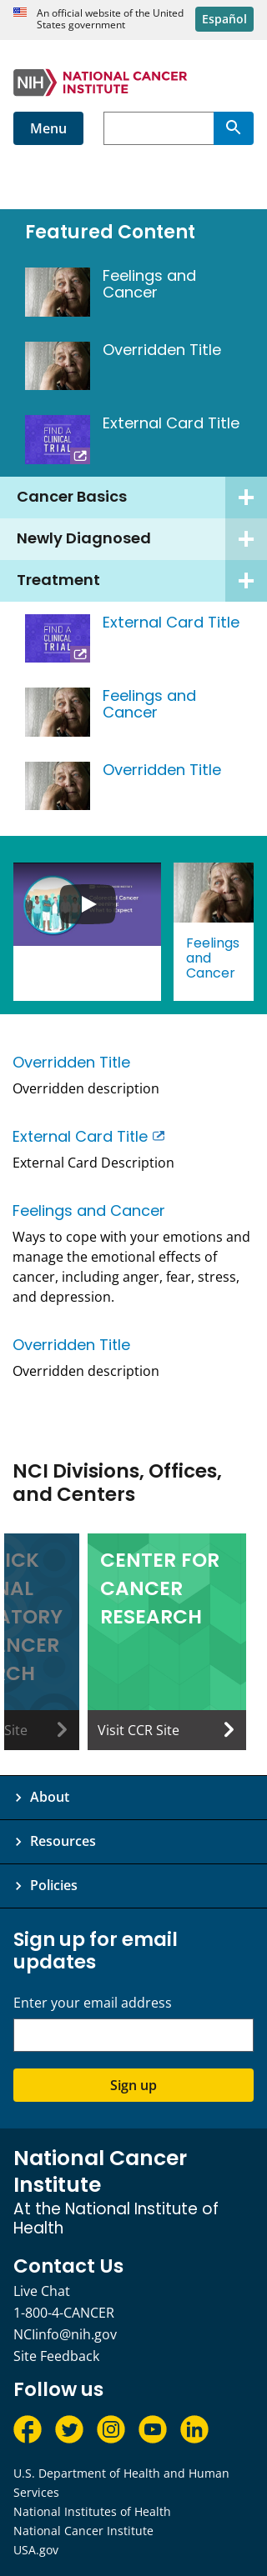 An official website of the United
States government
Español
NIH
NATIONAL CANCER
INSTITUTE
Menu
Featured Content
Feelings and
Cancer
Overridden Title
FIND A
CLINICAL
TRIAL
External Card Title
Cancer Basics
Newly Diagnosed
Treatment
FIND A
CLINICAL
TRIAL
External Card Title
Feelings and
Cancer
Overridden Title
Cancer
Feelings
and
Cancer
Overridden Title
Overridden description
External Card Title
External Card Description
Feelings and Cancer
Ways to cope with your emotions and
manage the emotional effects of
cancer, including anger, fear, stress,
and depression.
Overridden Title
Overridden description
NCI Divisions, Offices,
and Centers
ICK
NAL
ATORY
ANCER
RCH
Site
CENTER FOR
CANCER
RESEARCH
Visit CCR Site
About
Resources
Policies
Sign up for email
updates
Enter your email address
Sign up
National Cancer
Institute
At the National Institute of
Health
Contact Us
Live Chat
1-800-4-CANCER
NCIinfo@nih.gov
Site Feedback
Follow us
U.S. Department of Health and Human
Services
National Institutes of Health
National Cancer Institute
USA.gov